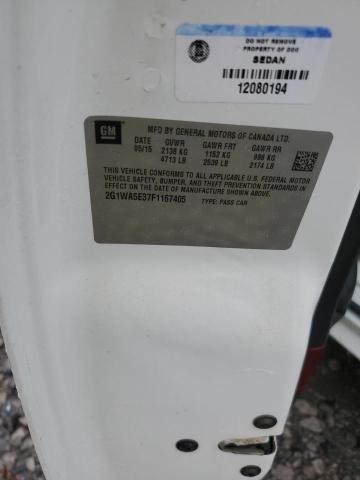 DO NOT REMOVE
PROPERTY OF DOC
SEDAN
12080194
GM
MFD BY GENERAL MOTORS OF CANADA LTD.
DATE GVWR GAWR FRT GAWR RR
05/15 2138 KG 1152 KG 986 KG
4713 LB 2539 LB 2174 LB
THIS VEHICLE CONFORMS TO ALL APPLICABLE U.S. FEDERAL MOTOR
VEHICLE SAFETY, BUMPER, AND THEFT PREVENTION STANDARDS IN
EFFECT ON THE DATE OF MANUFACTURE SHOWN ABOVE.
2G1WA5E37F1167405 TYPE: PASS CAR